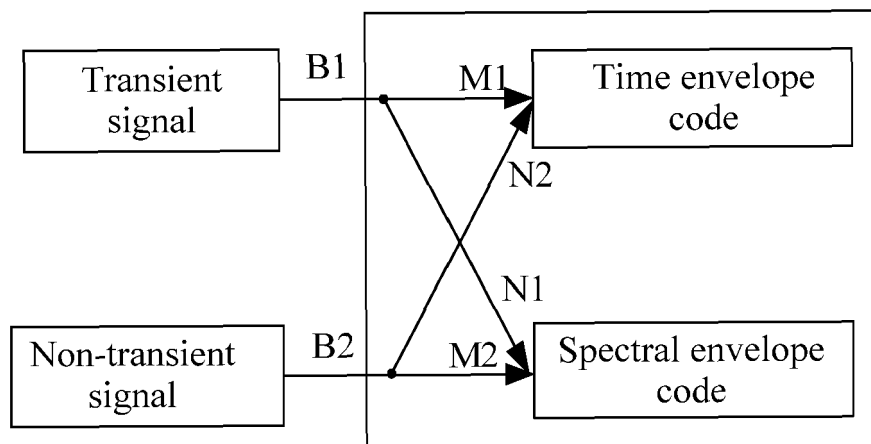 Transient
signal
B1
M1
Time envelope
code
N2
N1
Non-transient
signal
B2
M2
Spectral envelope
code